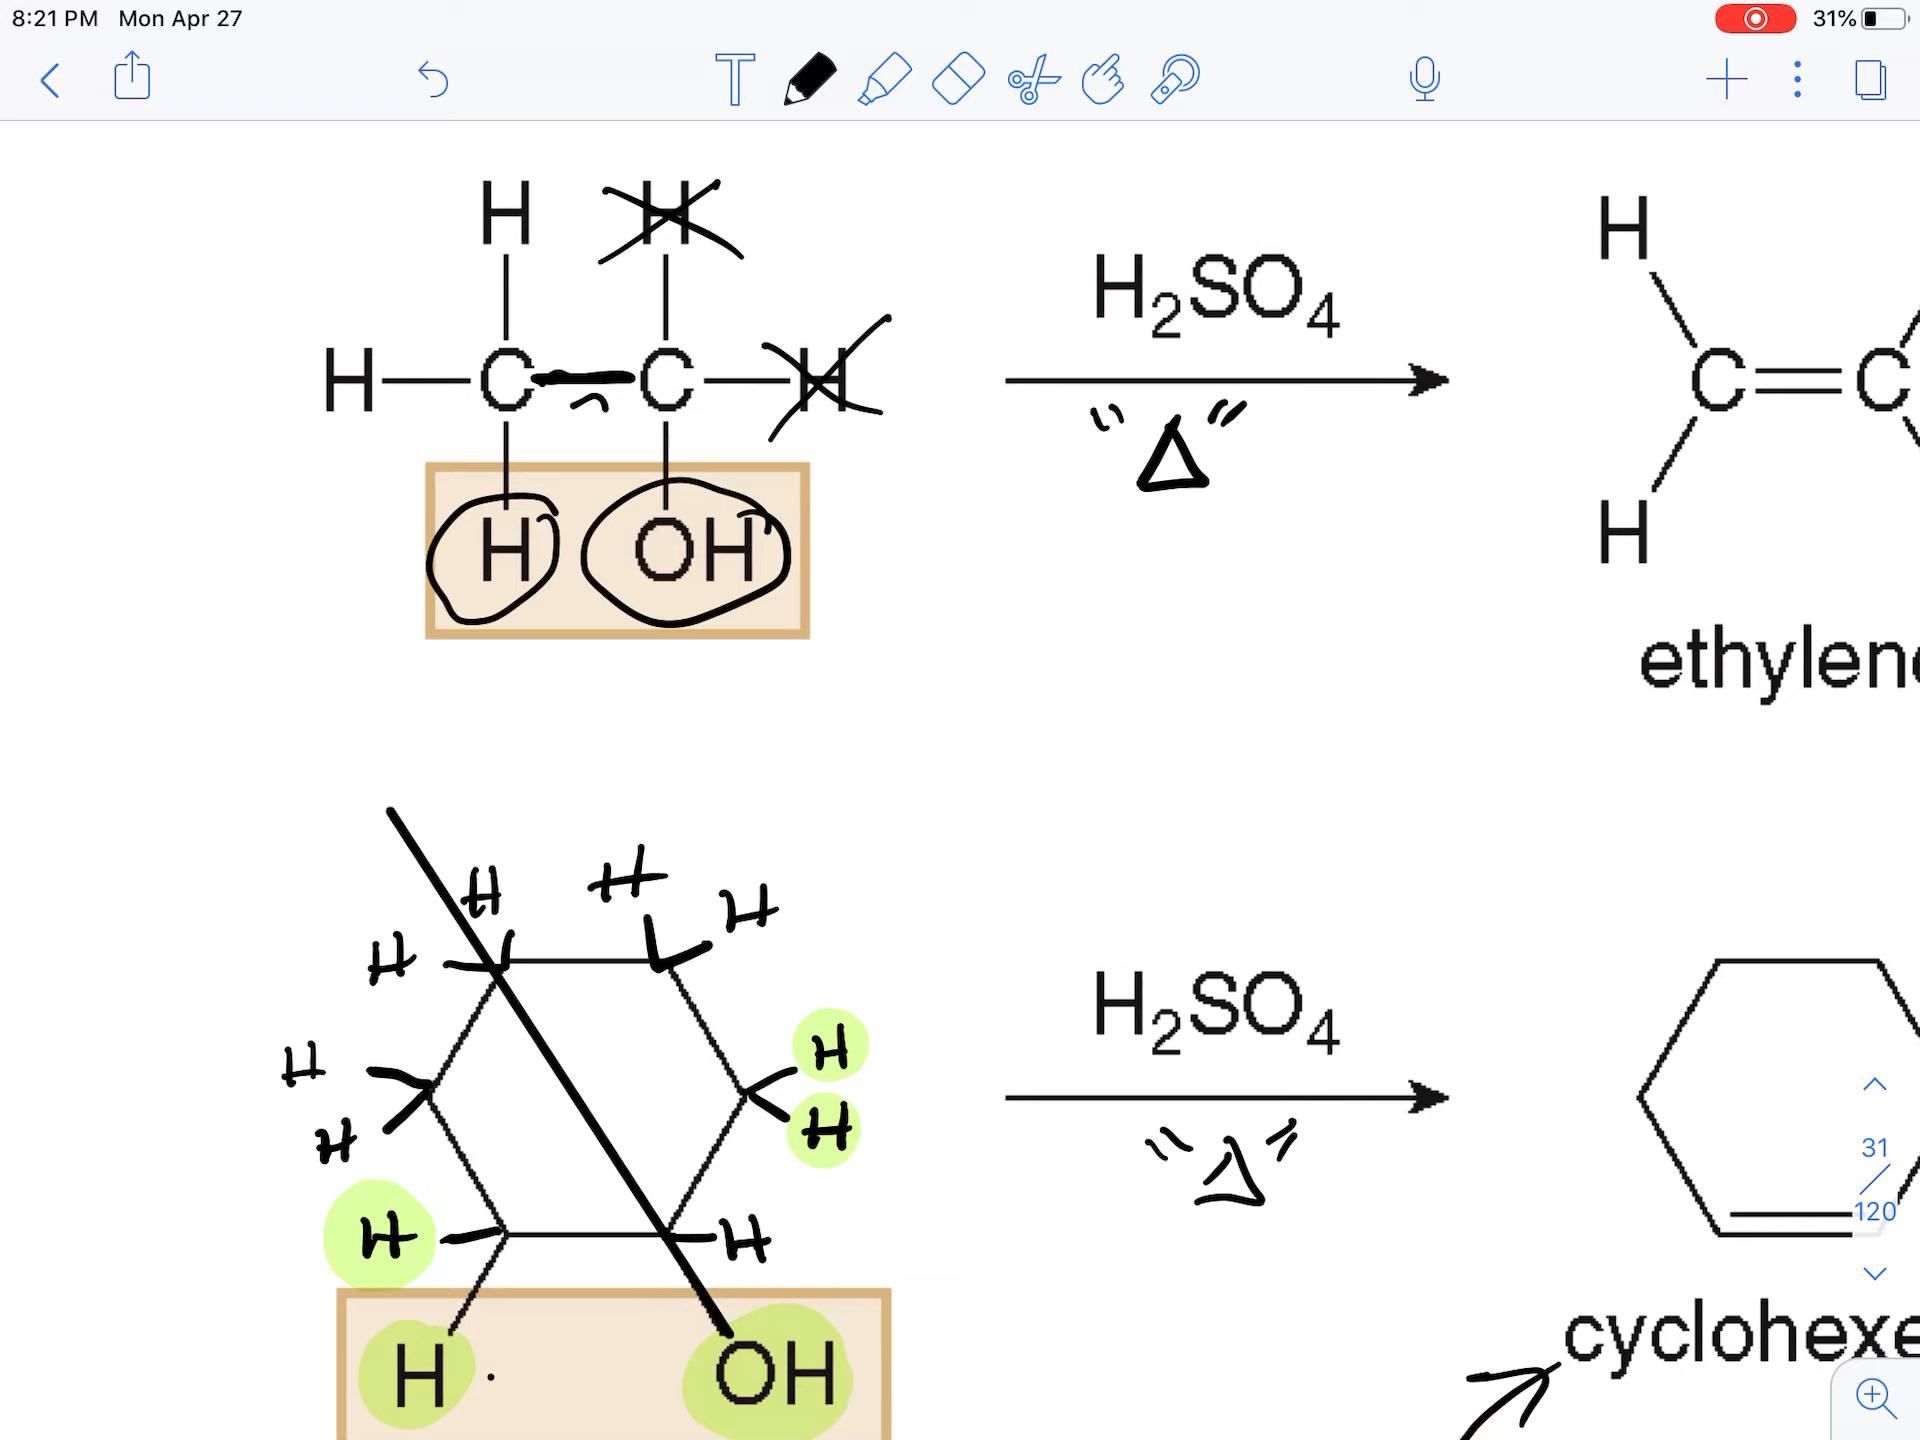 8:21 PM Mon Apr 27
31%
T
H H
H₂SO₄
H C C H
"Δ"
H OH
H
C=C
H
ethylen
H H H
H
H H
H₂SO₄
H H
"Δ"
H H
H OH
31
120
cyclohexe